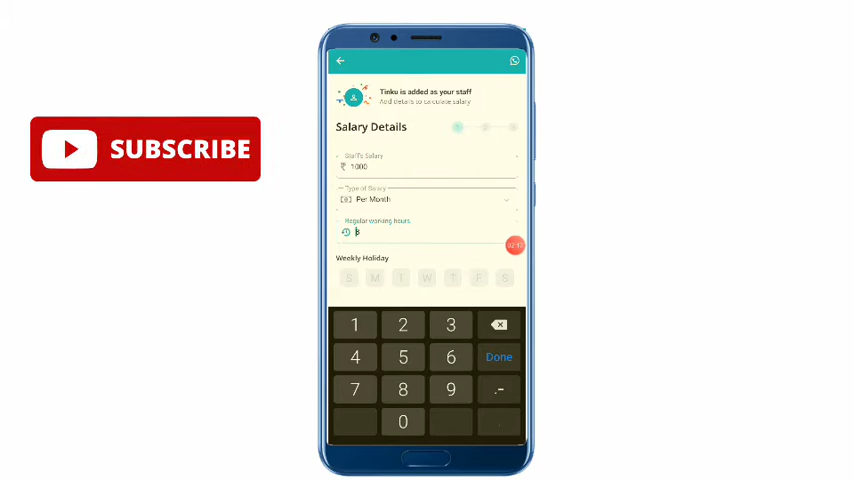 Tinku is added as your staff
Add details to calculate salary
Salary Details
Staff's Salary
₹ 1000
Type of Salary
Per Month
Regular working hours
8
02:17
Weekly Holiday
S M T W T F S
1 2 3
4 5 6 Done
7 8 9 .-
0
SUBSCRIBE